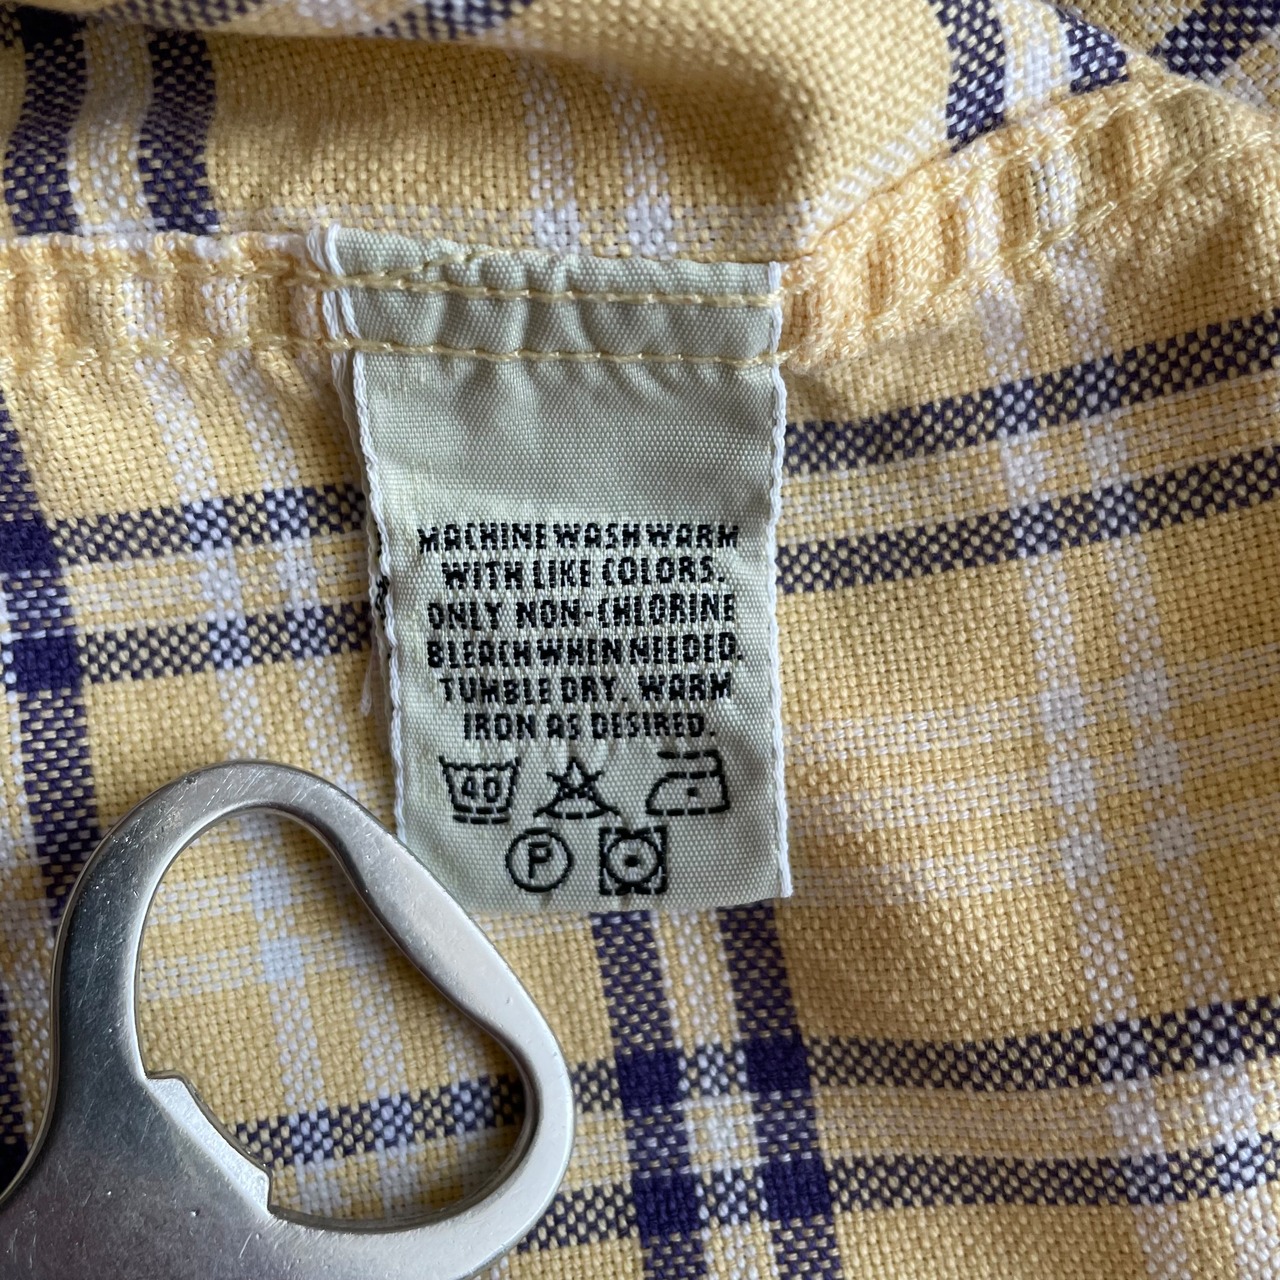 MACHINE WASH WARM
WITH LIKE COLORS.
ONLY NON-CHLORINE
BLEACH WHEN NEEDED.
TUMBLE DRY. WARM
IRON AS DESIRED.
40
P